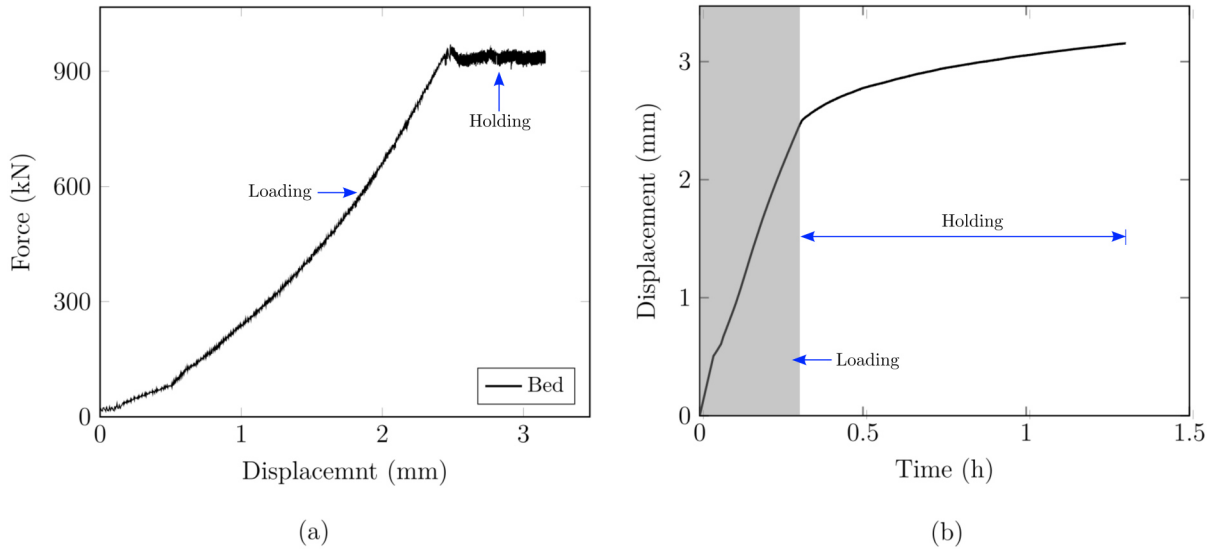 900
600
300
0
0
1
2
3
Force (kN)
Displacemnt (mm)
Loading
Holding
Bed
(a)
3
2
1
0
0
0.5
1
1.5
Displacement (mm)
Time (h)
Holding
Loading
(b)